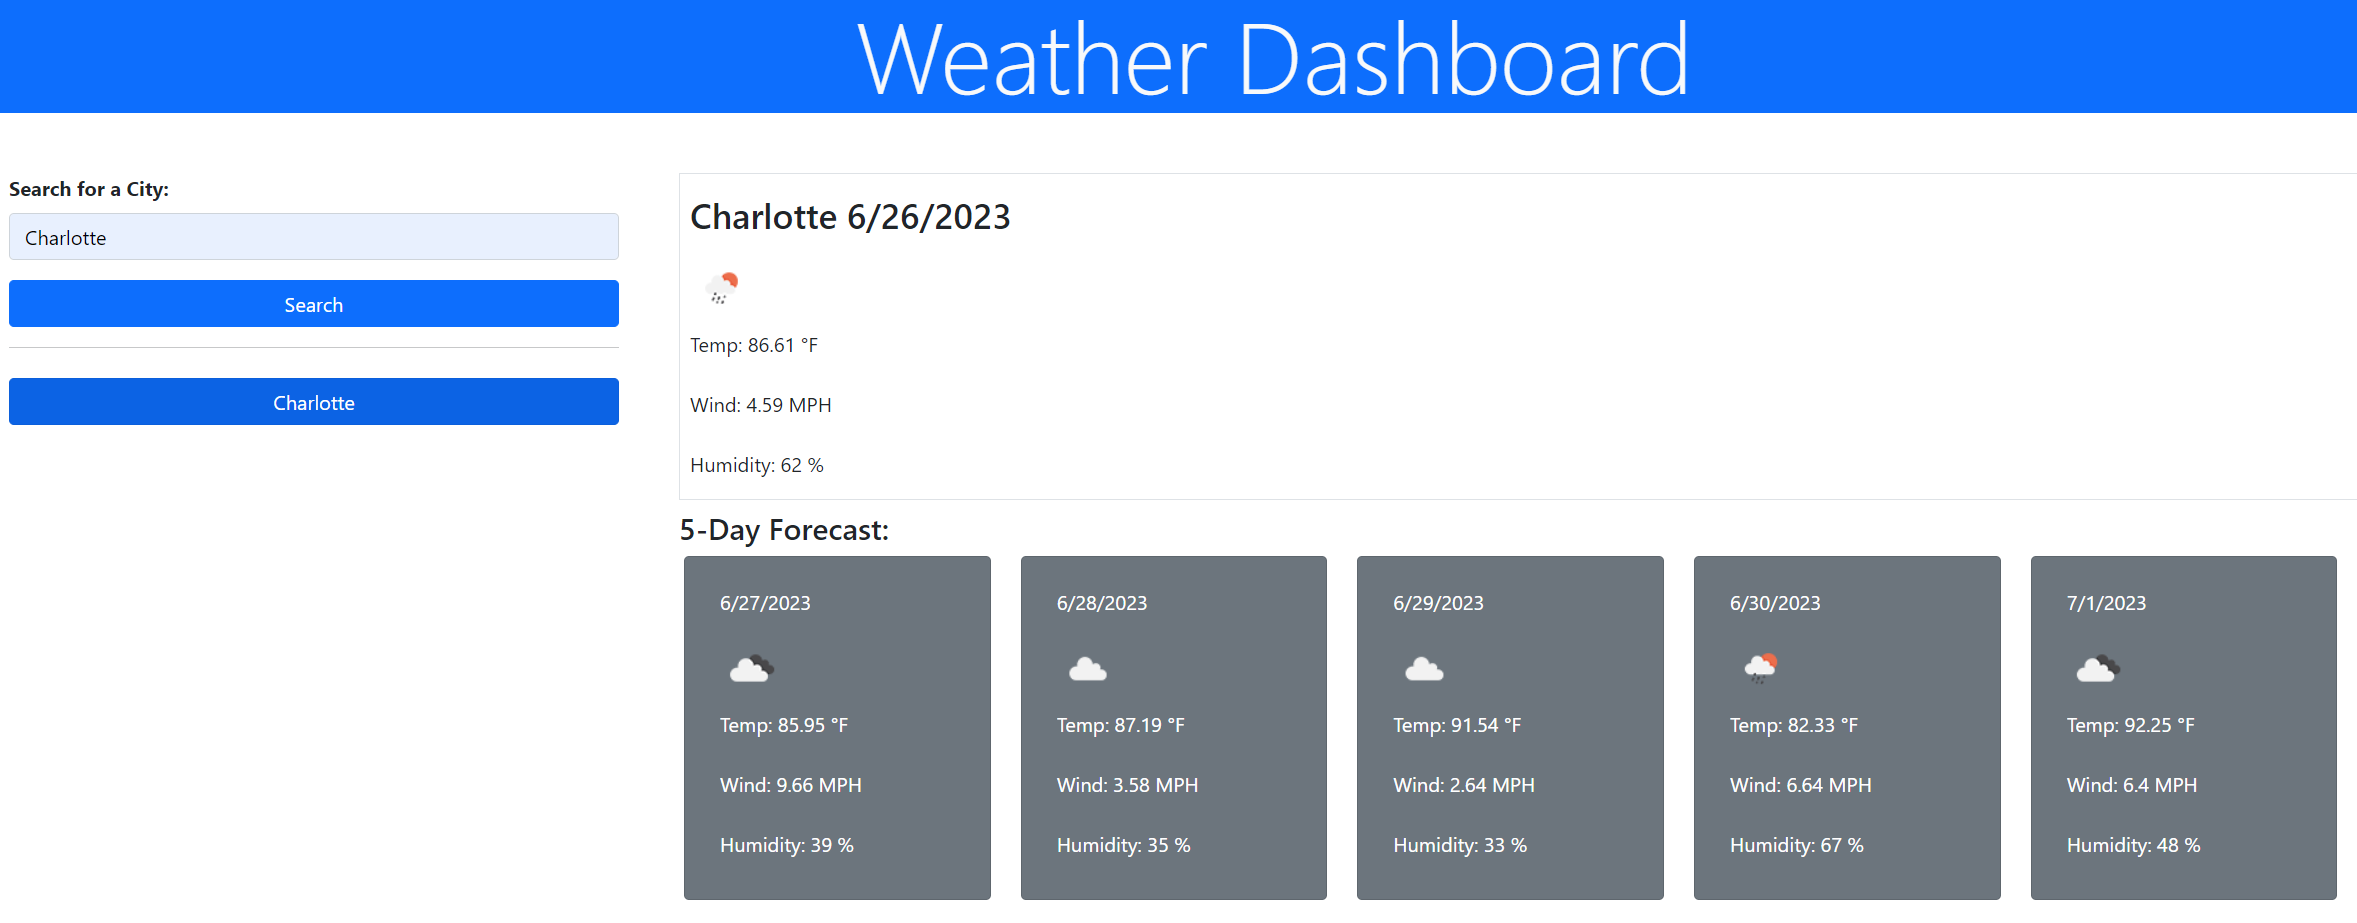 Weather Dashboard
Search for a City:
Charlotte
Search
Charlotte
Charlotte 6/26/2023
Temp: 86.61 °F
Wind: 4.59 MPH
Humidity: 62 %
5-Day Forecast:
6/27/2023
Temp: 85.95 °F
Wind: 9.66 MPH
Humidity: 39 %
6/28/2023
Temp: 87.19 °F
Wind: 3.58 MPH
Humidity: 35 %
6/29/2023
Temp: 91.54 °F
Wind: 2.64 MPH
Humidity: 33 %
6/30/2023
Temp: 82.33 °F
Wind: 6.64 MPH
Humidity: 67 %
7/1/2023
Temp: 92.25 °F
Wind: 6.4 MPH
Humidity: 48 %